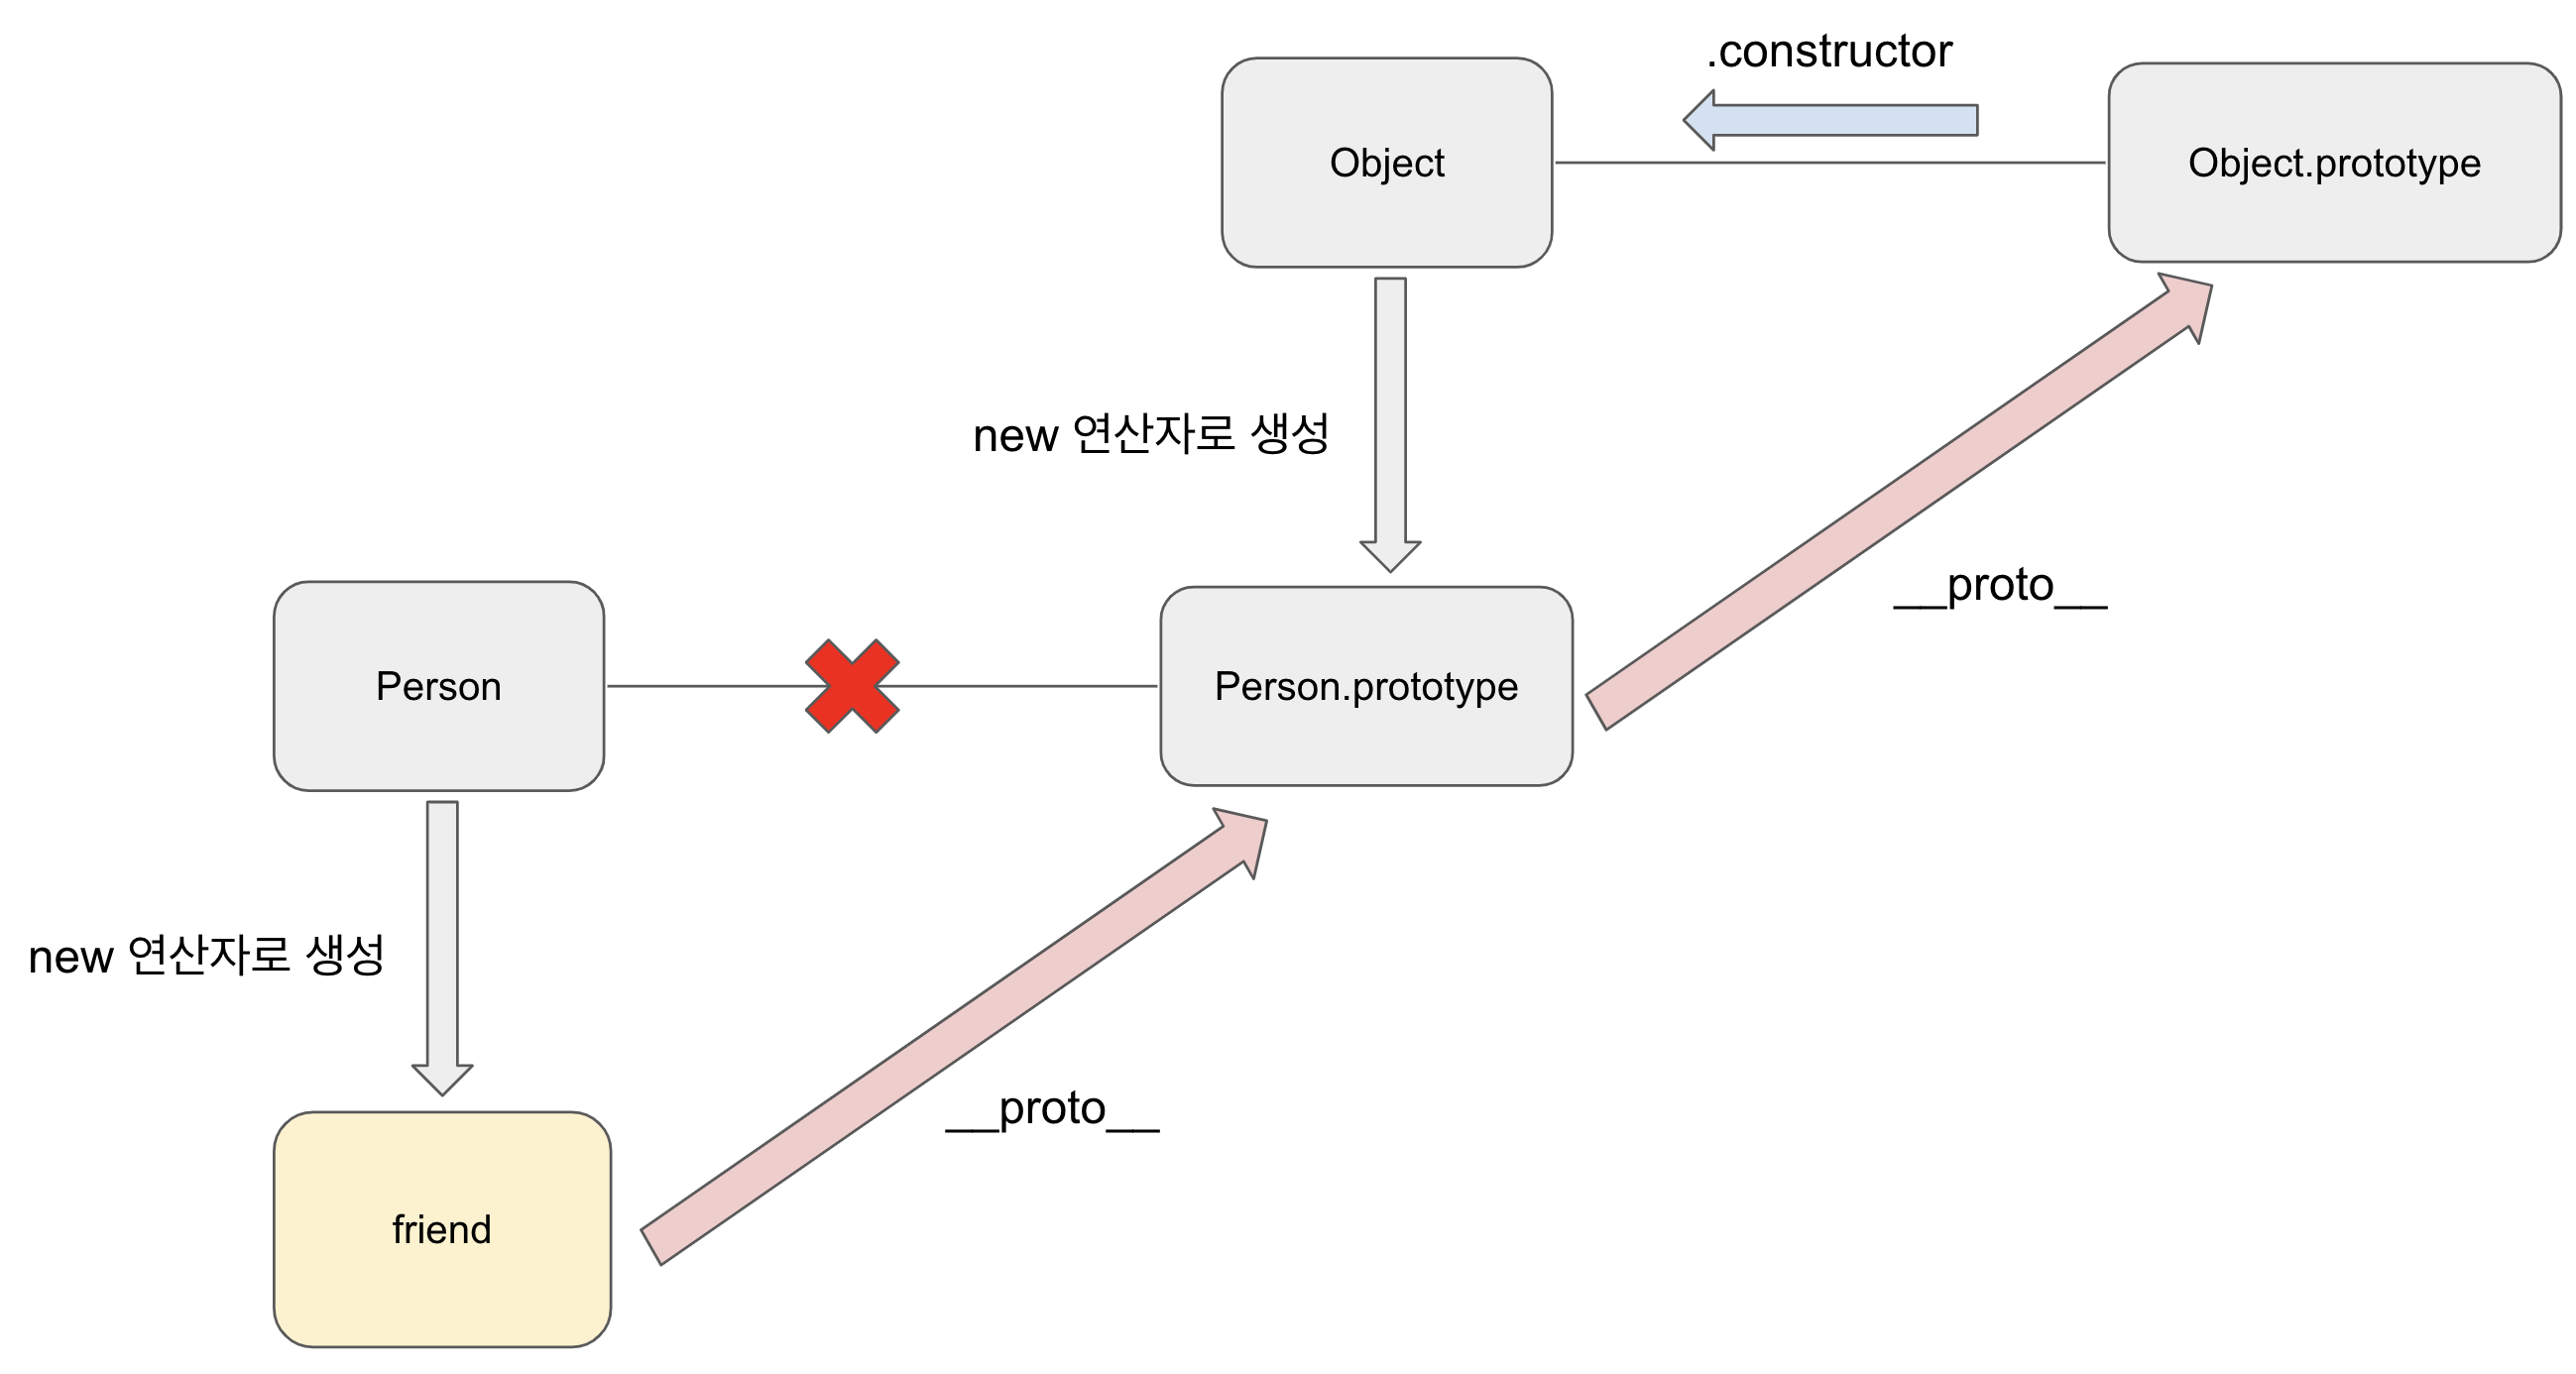 .constructor
Object
Object.prototype
new 연산자로 생성
__proto__
Person
Person.prototype
new 연산자로 생성
__proto__
friend